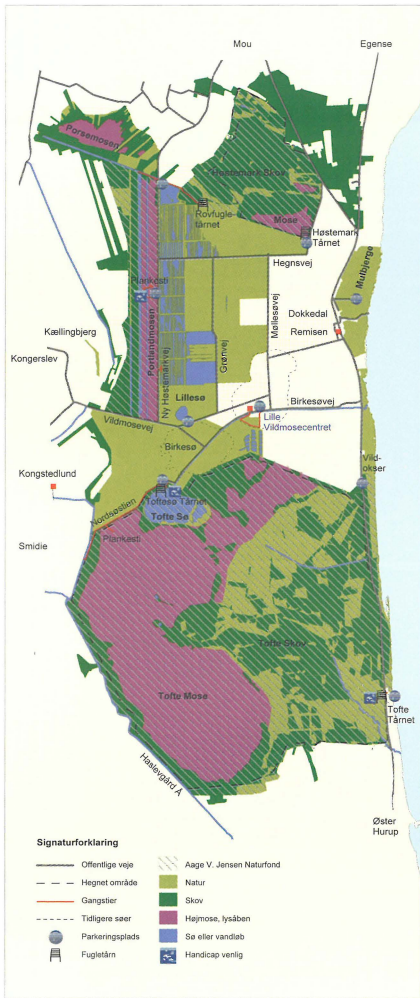 Mou
Egense
Porsemosen
Høstemark Skov
Rovfugle-
tårnet
Mose
Høstemark
Tårnet
Hegnsvej
Mulbjerge
Plankesti
Portlandmosen
Ny Høstemarkvej
Grønvej
Møllesøvej
Dokkedal
Remisen
Kællingbjerg
Kongerslev
Lillesø
Birkesøvej
Vildmosevej
Lille
Vildmosecentret
Birkesø
Vild-
okser
Kongstedlund
Toftesø Tårnet
Nordsøstien
Tofte Sø
Plankesti
Smidie
Tofte Skov
Tofte Mose
Tofte
Tårnet
Haslevgård Å
Øster
Hurup
Signaturforklaring
Offentlige veje
Aage V. Jensen Naturfond
Hegnet område
Natur
Gangstier
Skov
Tidligere søer
Højmose, lysåben
Parkeringsplads
Sø eller vandløb
Fugletårn
Handicap venlig